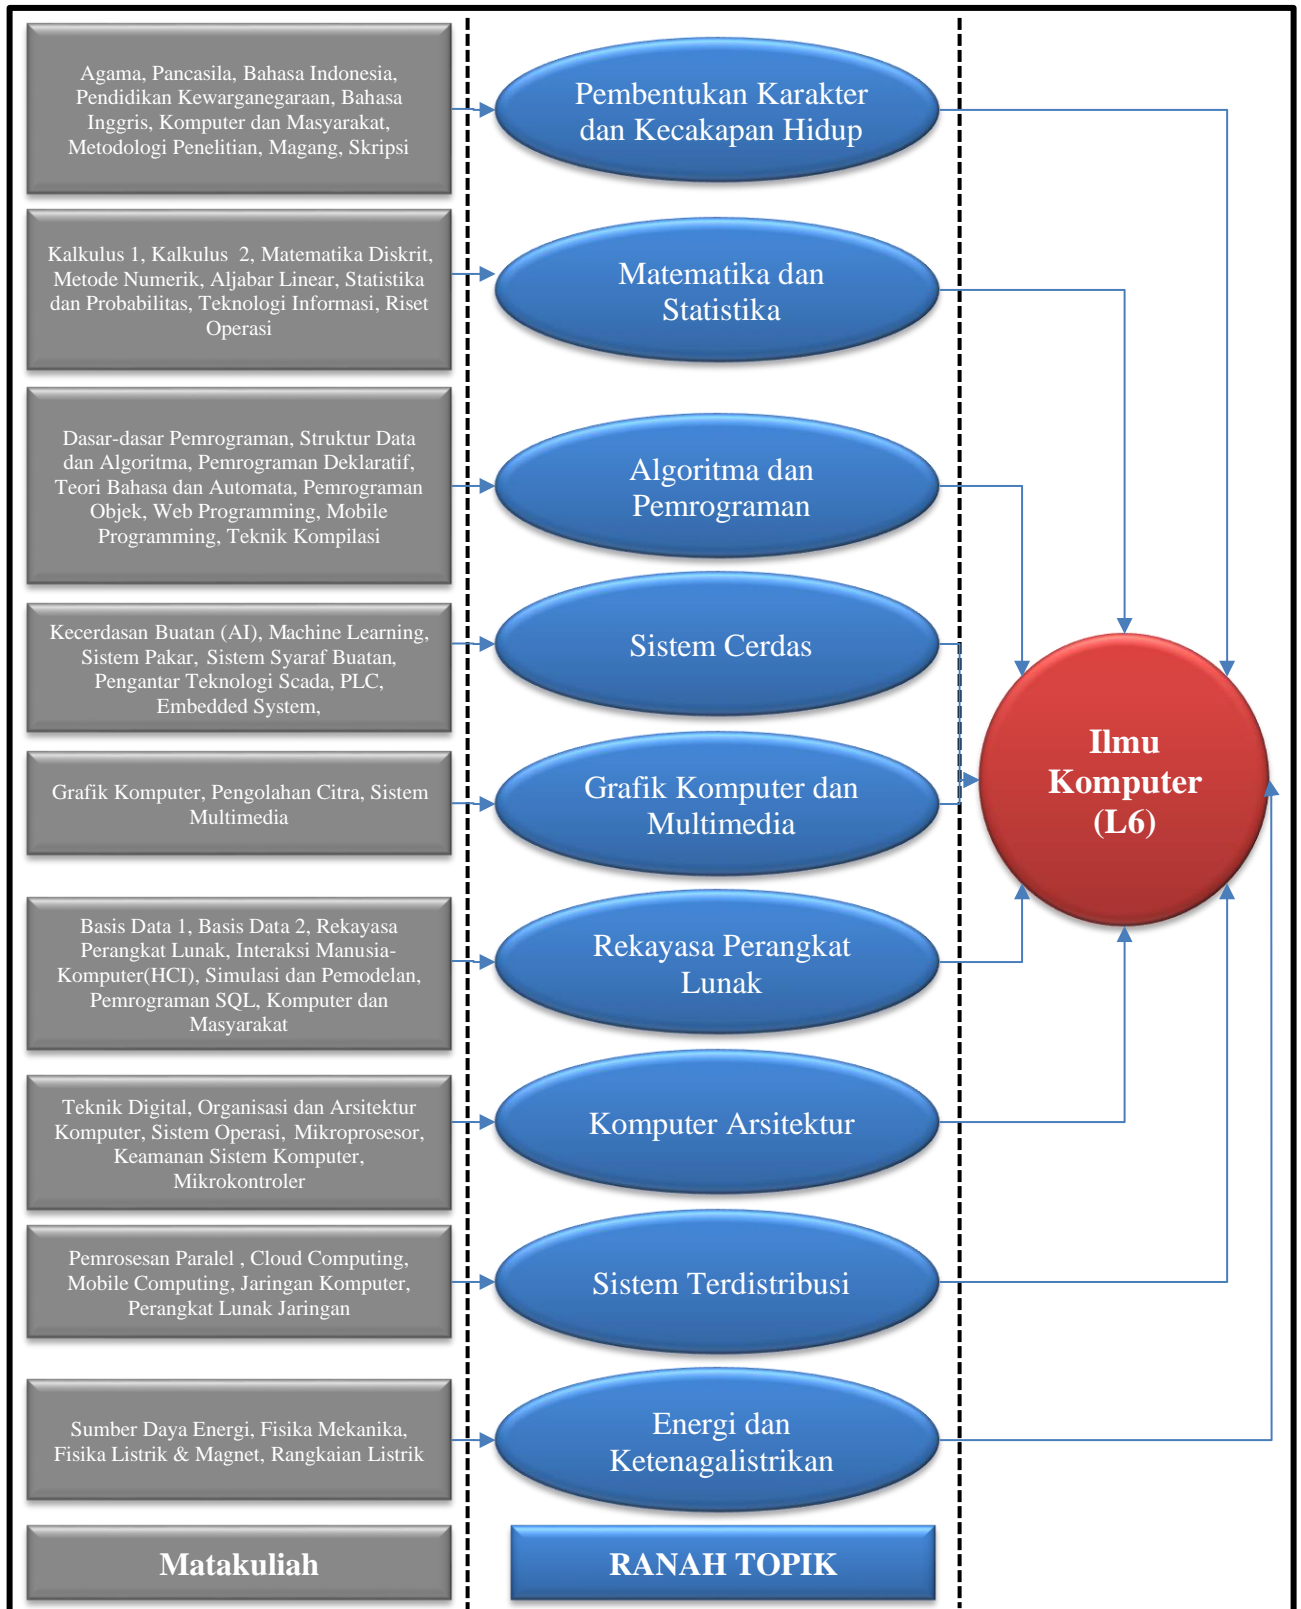 Agama, Pancasila, Bahasa Indonesia,
Pendidikan Kewarganegaraan, Bahasa
Inggris, Komputer dan Masyarakat,
Metodologi Penelitian, Magang, Skripsi
Pembentukan Karakter
dan Kecakapan Hidup
Kalkulus 1, Kalkulus 2, Matematika Diskrit,
Metode Numerik, Aljabar Linear, Statistika
dan Probabilitas, Teknologi Informasi, Riset
Operasi
Matematika dan
Statistika
Dasar-dasar Pemrograman, Struktur Data
dan Algoritma, Pemrograman Deklaratif,
Teori Bahasa dan Automata, Pemrograman
Objek, Web Programming, Mobile
Programming, Teknik Kompilasi
Algoritma dan
Pemrograman
Kecerdasan Buatan (AI), Machine Learning,
Sistem Pakar, Sistem Syaraf Buatan,
Pengantar Teknologi Scada, PLC,
Embedded System,
Sistem Cerdas
Ilmu
Komputer
(L6)
Grafik Komputer, Pengolahan Citra, Sistem
Multimedia
Grafik Komputer dan
Multimedia
Basis Data 1, Basis Data 2, Rekayasa
Perangkat Lunak, Interaksi Manusia-
Komputer(HCI), Simulasi dan Pemodelan,
Pemrograman SQL, Komputer dan
Masyarakat
Rekayasa Perangkat
Lunak
Teknik Digital, Organisasi dan Arsitektur
Komputer, Sistem Operasi, Mikroprosesor,
Keamanan Sistem Komputer,
Mikrokontroler
Komputer Arsitektur
Pemrosesan Paralel , Cloud Computing,
Mobile Computing, Jaringan Komputer,
Perangkat Lunak Jaringan
Sistem Terdistribusi
Sumber Daya Energi, Fisika Mekanika,
Fisika Listrik & Magnet, Rangkaian Listrik
Energi dan
Ketenagalistrikan
Matakuliah
RANAH TOPIK